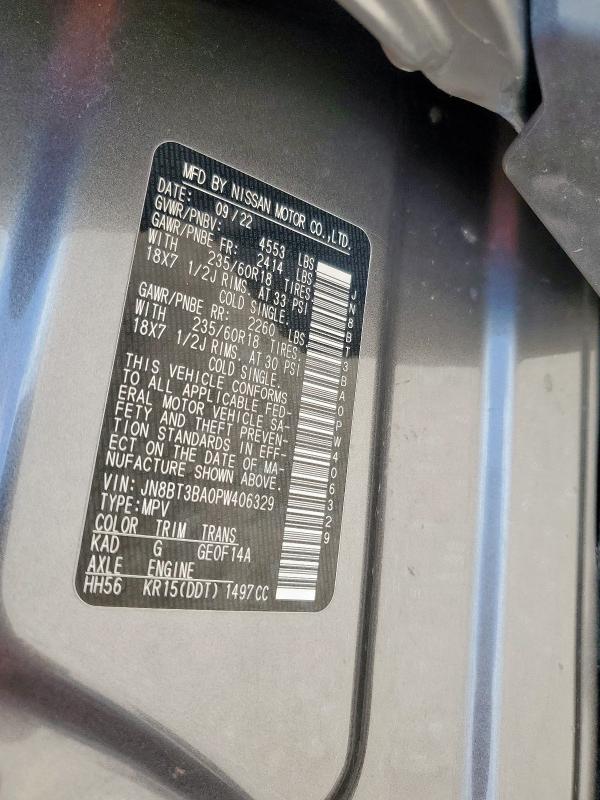 MFD BY NISSAN MOTOR CO.,LTD.
DATE: 09/22
GVWR/PNBV: 4553 LBS
GAWR/PNBE FR: 2414 LBS
WITH 235/60R18 TIRES,
18X7 1/2J RIMS, AT 33 PSI
COLD SINGLE.
GAWR/PNBE RR: 2260 LBS
WITH 235/60R18 TIRES,
18X7 1/2J RIMS, AT 30 PSI
COLD SINGLE.
THIS VEHICLE CONFORMS
TO ALL APPLICABLE FED-
ERAL MOTOR VEHICLE SA-
FETY AND THEFT PREVEN-
TION STANDARDS IN EFF-
ECT ON THE DATE OF MA-
NUFACTURE SHOWN ABOVE.
VIN: JN8BT3BA0PW406329
TYPE:MPV
COLOR TRIM TRANS
KAD G GE0F14A
AXLE ENGINE
HH56 KR15(DDT) 1497CC
JN8BT3BA0PW406329